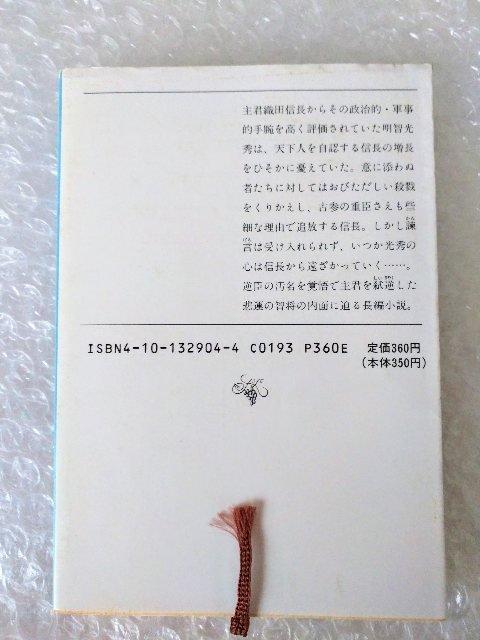 主君織田信長からその政治的・軍事
的手腕を高く評価されていた明智光
秀は、天下人を自認する信長の増長
をひそかに憂えていた。意に添わぬ
者たちに対してはおびただしい殺戮
をくりかえし、古参の重臣さえも些
細な理由で追放する信長。しかし諫
言は受け入れられず、いつか光秀の
心は信長から遠ざかっていく……。
逆臣の汚名を覚悟で主君を弑逆した
悲運の智将の内面に迫る長編小説。
ISBN4-10-132904-4 C0193 P360E 定価360円
(本体350円)